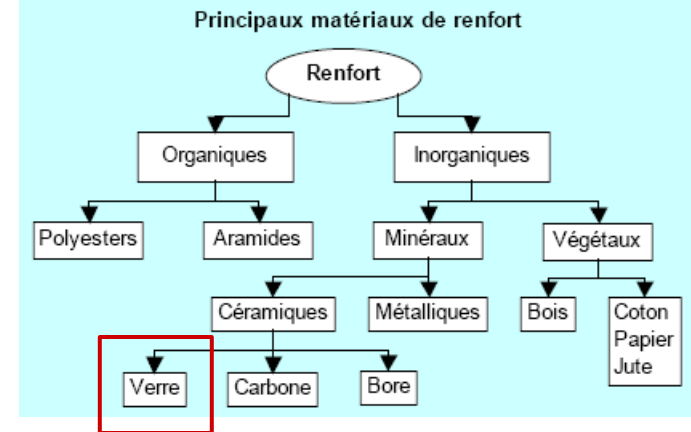 Principaux matériaux de renfort
Renfort
Organiques
Inorganiques
Polyesters
Aramides
Minéraux
Végétaux
Céramiques
Métalliques
Bois
Coton
Papier
Jute
Verre
Carbone
Bore